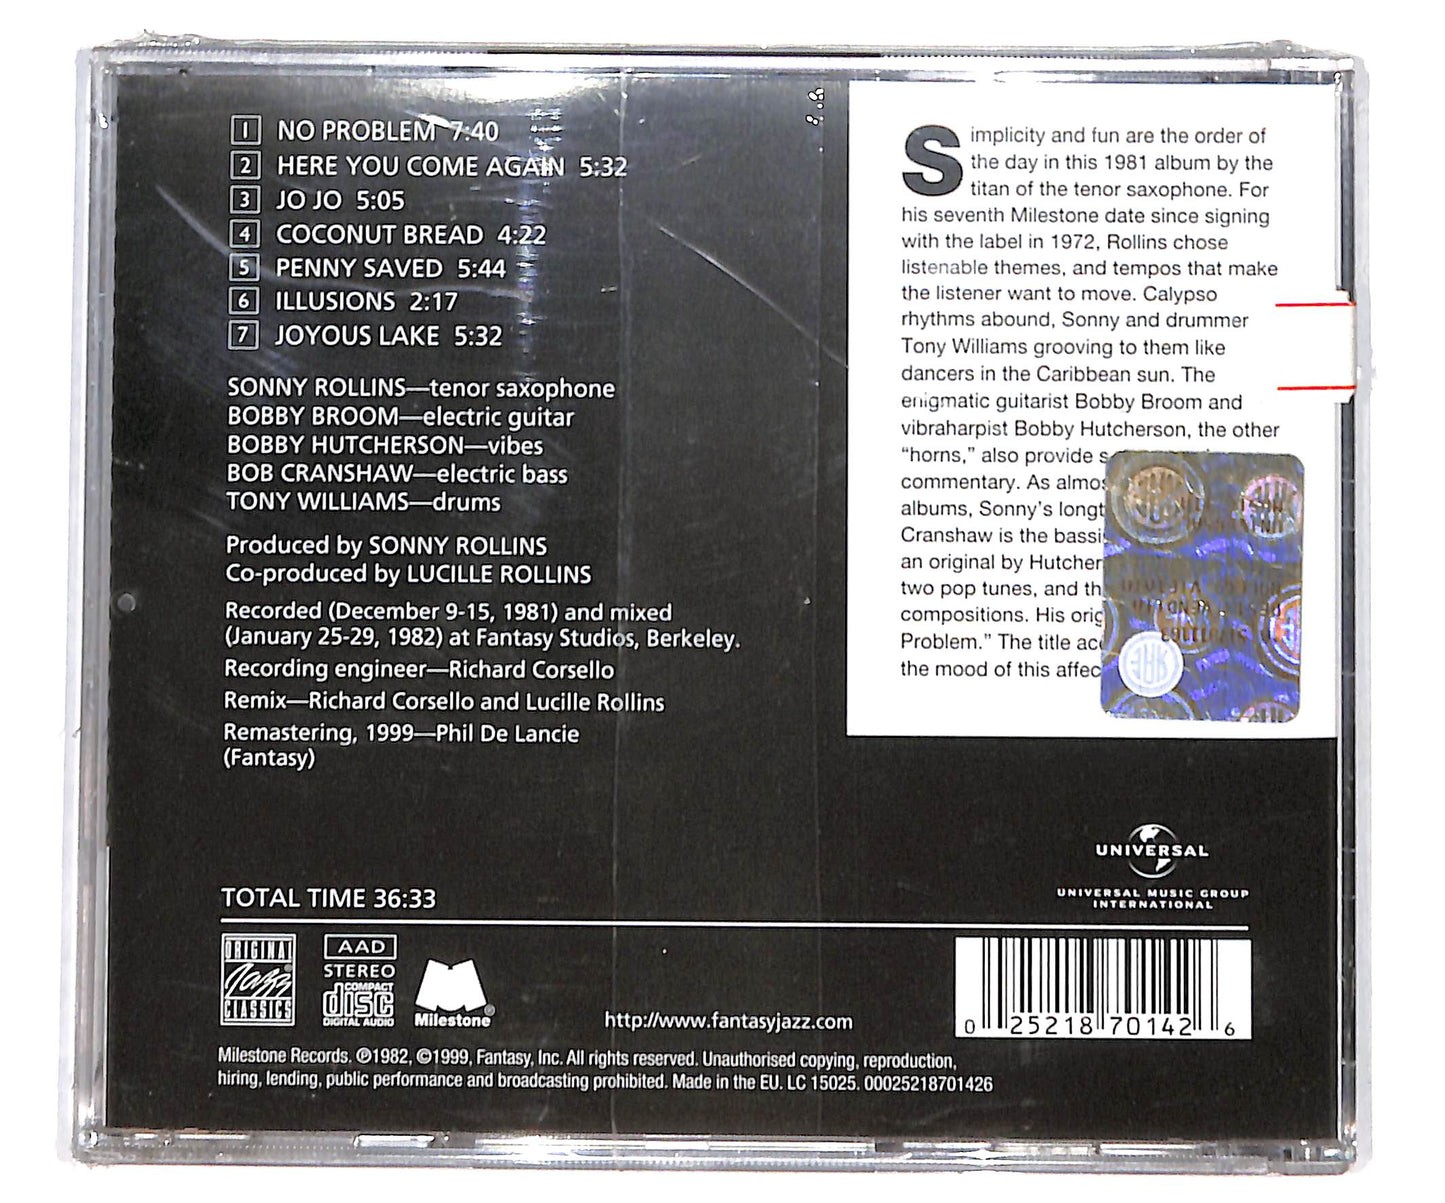 1 NO PROBLEM 7:40
2 HERE YOU COME AGAIN 5:32
3 JO JO 5:05
4 COCONUT BREAD 4:22
5 PENNY SAVED 5:44
6 ILLUSIONS 2:17
7 JOYOUS LAKE 5:32
SONNY ROLLINS—tenor saxophone
BOBBY BROOM—electric guitar
BOBBY HUTCHERSON—vibes
BOB CRANSHAW—electric bass
TONY WILLIAMS—drums
Produced by SONNY ROLLINS
Co-produced by LUCILLE ROLLINS
Recorded (December 9-15, 1981) and mixed
(January 25-29, 1982) at Fantasy Studios, Berkeley.
Recording engineer—Richard Corsello
Remix—Richard Corsello and Lucille Rollins
Remastering, 1999—Phil De Lancie
(Fantasy)
Simplicity and fun are the order of
the day in this 1981 album by the
titan of the tenor saxophone. For
his seventh Milestone date since signing
with the label in 1972, Rollins chose
listenable themes, and tempos that make
the listener want to move. Calypso
rhythms abound, Sonny and drummer
Tony Williams grooving to them like
dancers in the Caribbean sun. The
enigmatic guitarist Bobby Broom and
vibraharpist Bobby Hutcherson, the other
“horns,” also provide
commentary. As
albums, Sonny’s
Cranshaw is the
an original by
two pop tunes, and
compositions. His
Problem.” The title
the mood of this
UNIVERSAL
UNIVERSAL MUSIC GROUP
INTERNATIONAL
TOTAL TIME 36:33
ORIGINAL
Jazz
CLASSICS
AAD
STEREO
COMPACT
disc
DIGITAL AUDIO
Milestone®
http://www.fantasyjazz.com
0 25218 70142 6
Milestone Records. ℗1982, ©1999, Fantasy, Inc. All rights reserved. Unauthorised copying, reproduction,
hiring, lending, public performance and broadcasting prohibited. Made in the EU. LC 15025. 00025218701426